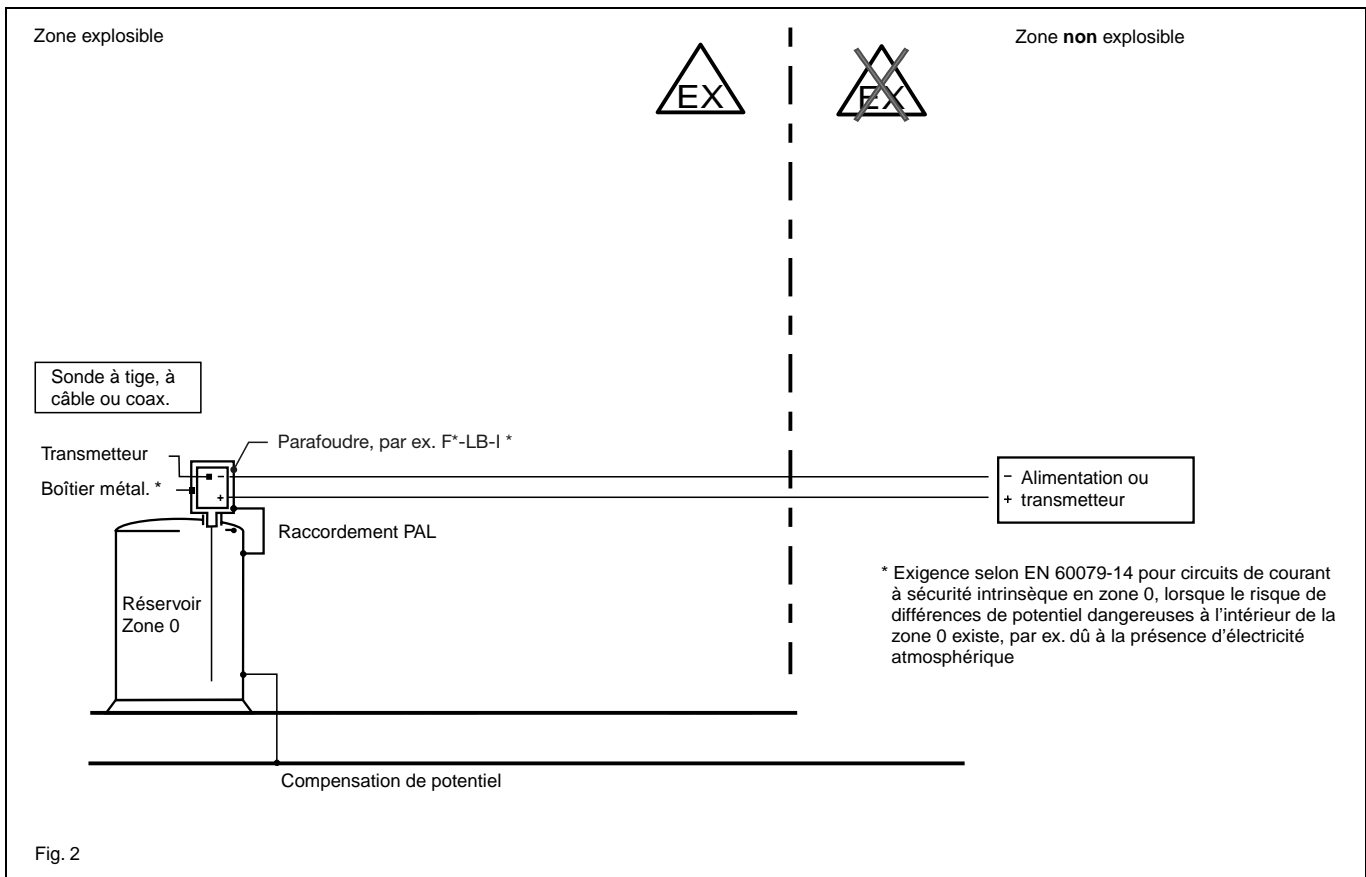 Zone explosible
EX
EX
Zone non explosible
Sonde à tige, à
câble ou coax.
Transmetteur
Boîtier métal. *
Parafoudre, par ex. F*-LB-I *
−
+
Raccordement PAL
Réservoir
Zone 0
− Alimentation ou
+ transmetteur
* Exigence selon EN 60079-14 pour circuits de courant
à sécurité intrinsèque en zone 0, lorsque le risque de
différences de potentiel dangereuses à l’intérieur de la
zone 0 existe, par ex. dû à la présence d’électricité
atmosphérique
Compensation de potentiel
Fig. 2